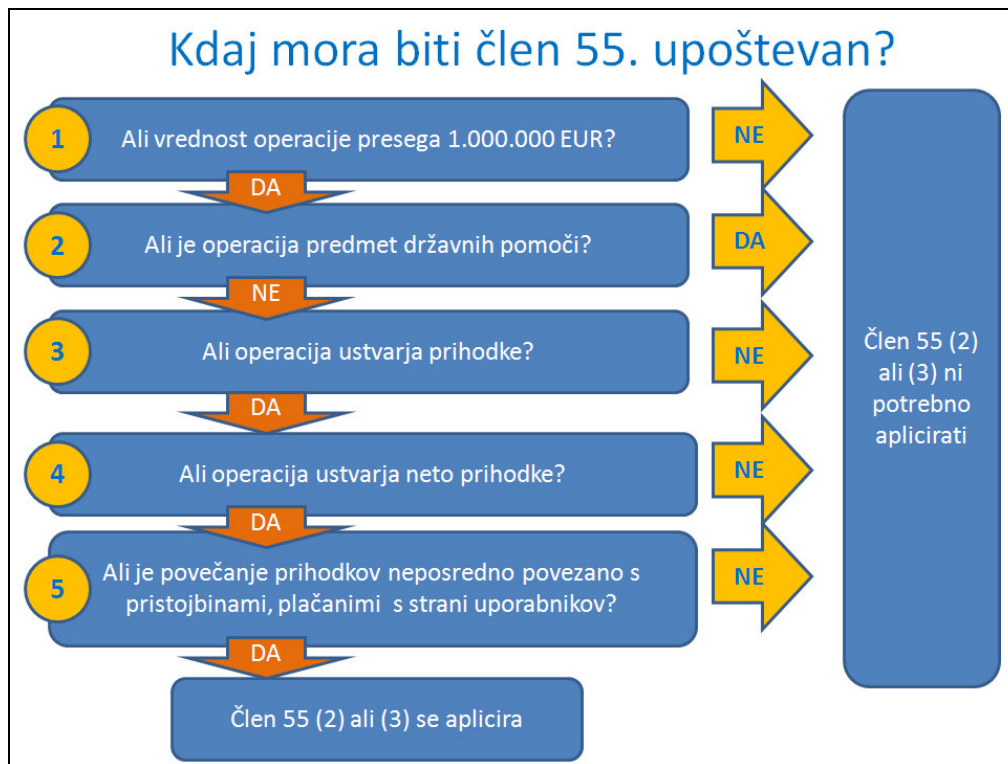 Kdaj mora biti člen 55. upoštevan?
1
Ali vrednost operacije presega 1.000.000 EUR?
NE
DA
2
Ali je operacija predmet državnih pomoči?
DA
NE
3
Ali operacija ustvarja prihodke?
NE
DA
4
Ali operacija ustvarja neto prihodke?
NE
DA
5
Ali je povečanje prihodkov neposredno povezano s
pristojbinami, plačanimi s strani uporabnikov?
NE
DA
Člen 55 (2) ali (3) se aplicira
Člen 55 (2)
ali (3) ni
potrebno
aplicirati